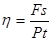 η = Fs / Pt